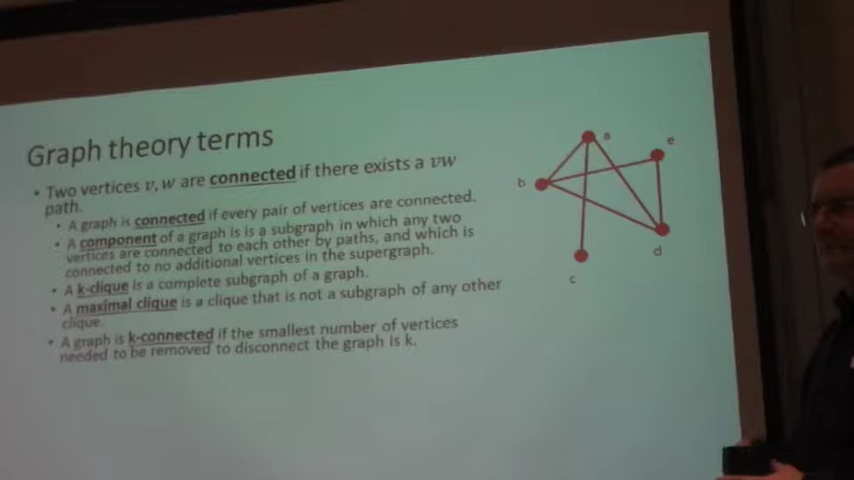 Graph theory terms
• Two vertices v, w are connected if there exists a vw
path.
• A graph is connected if every pair of vertices are connected.
• A component of a graph is is a subgraph in which any two
vertices are connected to each other by paths, and which is
connected to no additional vertices in the supergraph.
• A k-clique is a complete subgraph of a graph.
• A maximal clique is a clique that is not a subgraph of any other
clique.
• A graph is k-connected if the smallest number of vertices
needed to be removed to disconnect the graph is k.
a
e
b
d
c